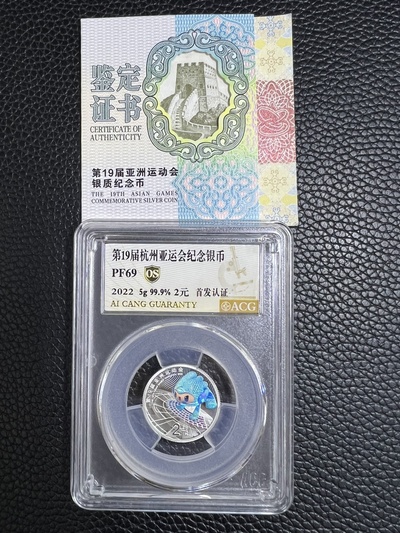 鉴定
证书
CERTIFICATE OF
AUTHENTICITY
第19届亚洲运动会
银质纪念币
THE 19TH ASIAN GAMES
COMMEMORATIVE SILVER COIN
第19届杭州亚运会纪念银币
PF69 OS
2022 5g 99.9% 2元 首发认证
AI CANG GUARANTY ACG